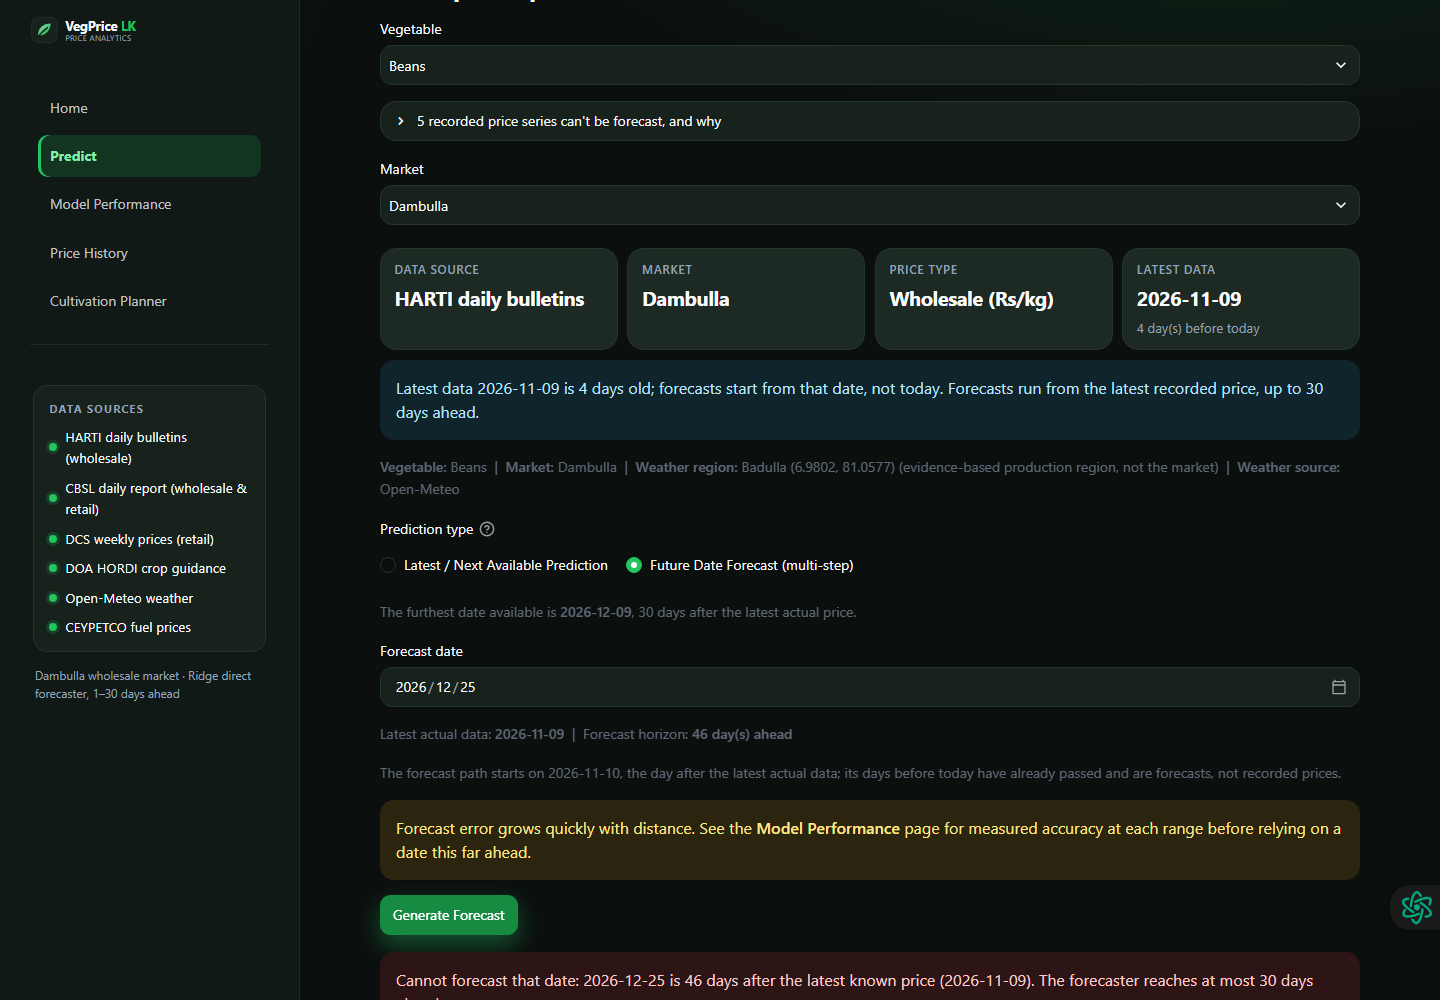 VegPrice LK
PRICE ANALYTICS
Home
Predict
Model Performance
Price History
Cultivation Planner
DATA SOURCES
HARTI daily bulletins
(wholesale)
CBSL daily report (wholesale &
retail)
DCS weekly prices (retail)
DOA HORDI crop guidance
Open-Meteo weather
CEYPETCO fuel prices
Dambulla wholesale market · Ridge direct
forecaster, 1–30 days ahead
Vegetable
Beans
5 recorded price series can't be forecast, and why
Market
Dambulla
DATA SOURCE
HARTI daily bulletins
MARKET
Dambulla
PRICE TYPE
Wholesale (Rs/kg)
LATEST DATA
2026-11-09
4 day(s) before today
Latest data 2026-11-09 is 4 days old; forecasts start from that date, not today. Forecasts run from the latest recorded price, up to 30
days ahead.
Vegetable: Beans | Market: Dambulla | Weather region: Badulla (6.9802, 81.0577) (evidence-based production region, not the market) | Weather source:
Open-Meteo
Prediction type
Latest / Next Available Prediction
Future Date Forecast (multi-step)
The furthest date available is 2026-12-09, 30 days after the latest actual price.
Forecast date
2026/12/25
Latest actual data: 2026-11-09 | Forecast horizon: 46 day(s) ahead
The forecast path starts on 2026-11-10, the day after the latest actual data; its days before today have already passed and are forecasts, not recorded prices.
Forecast error grows quickly with distance. See the Model Performance page for measured accuracy at each range before relying on a
date this far ahead.
Generate Forecast
Cannot forecast that date: 2026-12-25 is 46 days after the latest known price (2026-11-09). The forecaster reaches at most 30 days